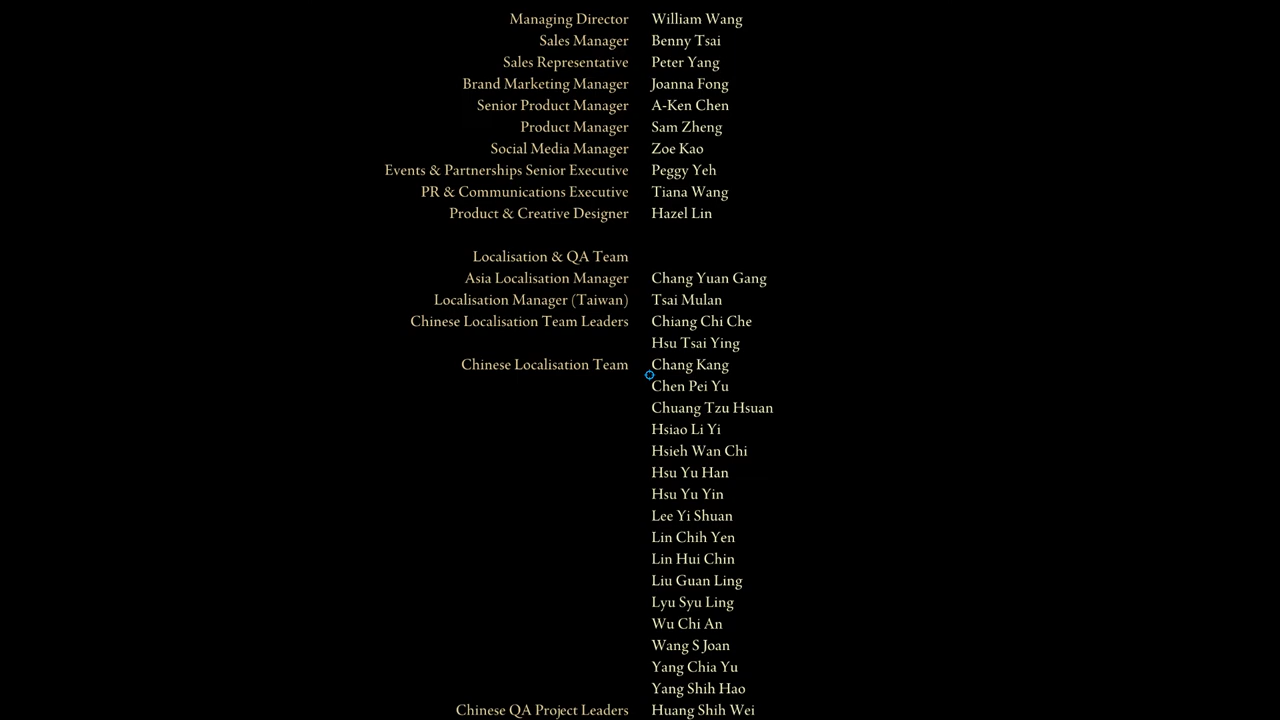 Managing Director William Wang
Sales Manager Benny Tsai
Sales Representative Peter Yang
Brand Marketing Manager Joanna Fong
Senior Product Manager A-Ken Chen
Product Manager Sam Zheng
Social Media Manager Zoe Kao
Events & Partnerships Senior Executive Peggy Yeh
PR & Communications Executive Tiana Wang
Product & Creative Designer Hazel Lin
Localisation & QA Team
Asia Localisation Manager Chang Yuan Gang
Localisation Manager (Taiwan) Tsai Mulan
Chinese Localisation Team Leaders Chiang Chi Che
Hsu Tsai Ying
Chinese Localisation Team Chang Kang
Chen Pei Yu
Chuang Tzu Hsuan
Hsiao Li Yi
Hsieh Wan Chi
Hsu Yu Han
Hsu Yu Yin
Lee Yi Shuan
Lin Chih Yen
Lin Hui Chin
Liu Guan Ling
Lyu Syu Ling
Wu Chi An
Wang S Joan
Yang Chia Yu
Yang Shih Hao
Chinese QA Project Leaders Huang Shih Wei